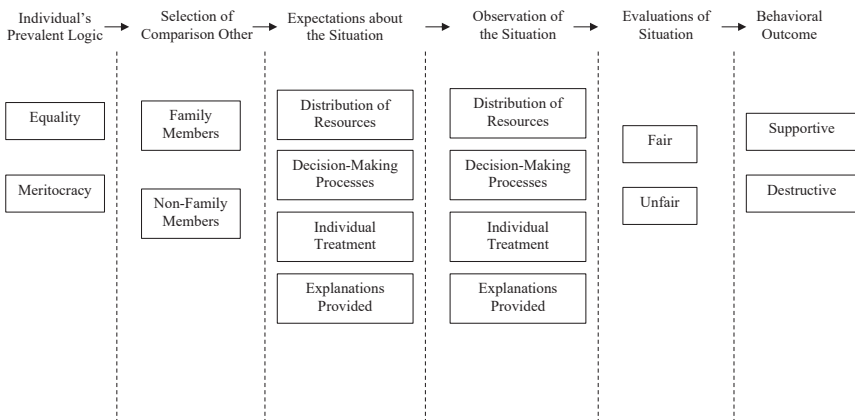 Individual's
Prevalent Logic
Selection of
Comparison Other
Expectations about
the Situation
Observation of
the Situation
Evaluations of
Situation
Behavioral
Outcome
Equality
Meritocracy
Family
Members
Non-Family
Members
Distribution of
Resources
Decision-Making
Processes
Individual
Treatment
Explanations
Provided
Distribution of
Resources
Decision-Making
Processes
Individual
Treatment
Explanations
Provided
Fair
Unfair
Supportive
Destructive